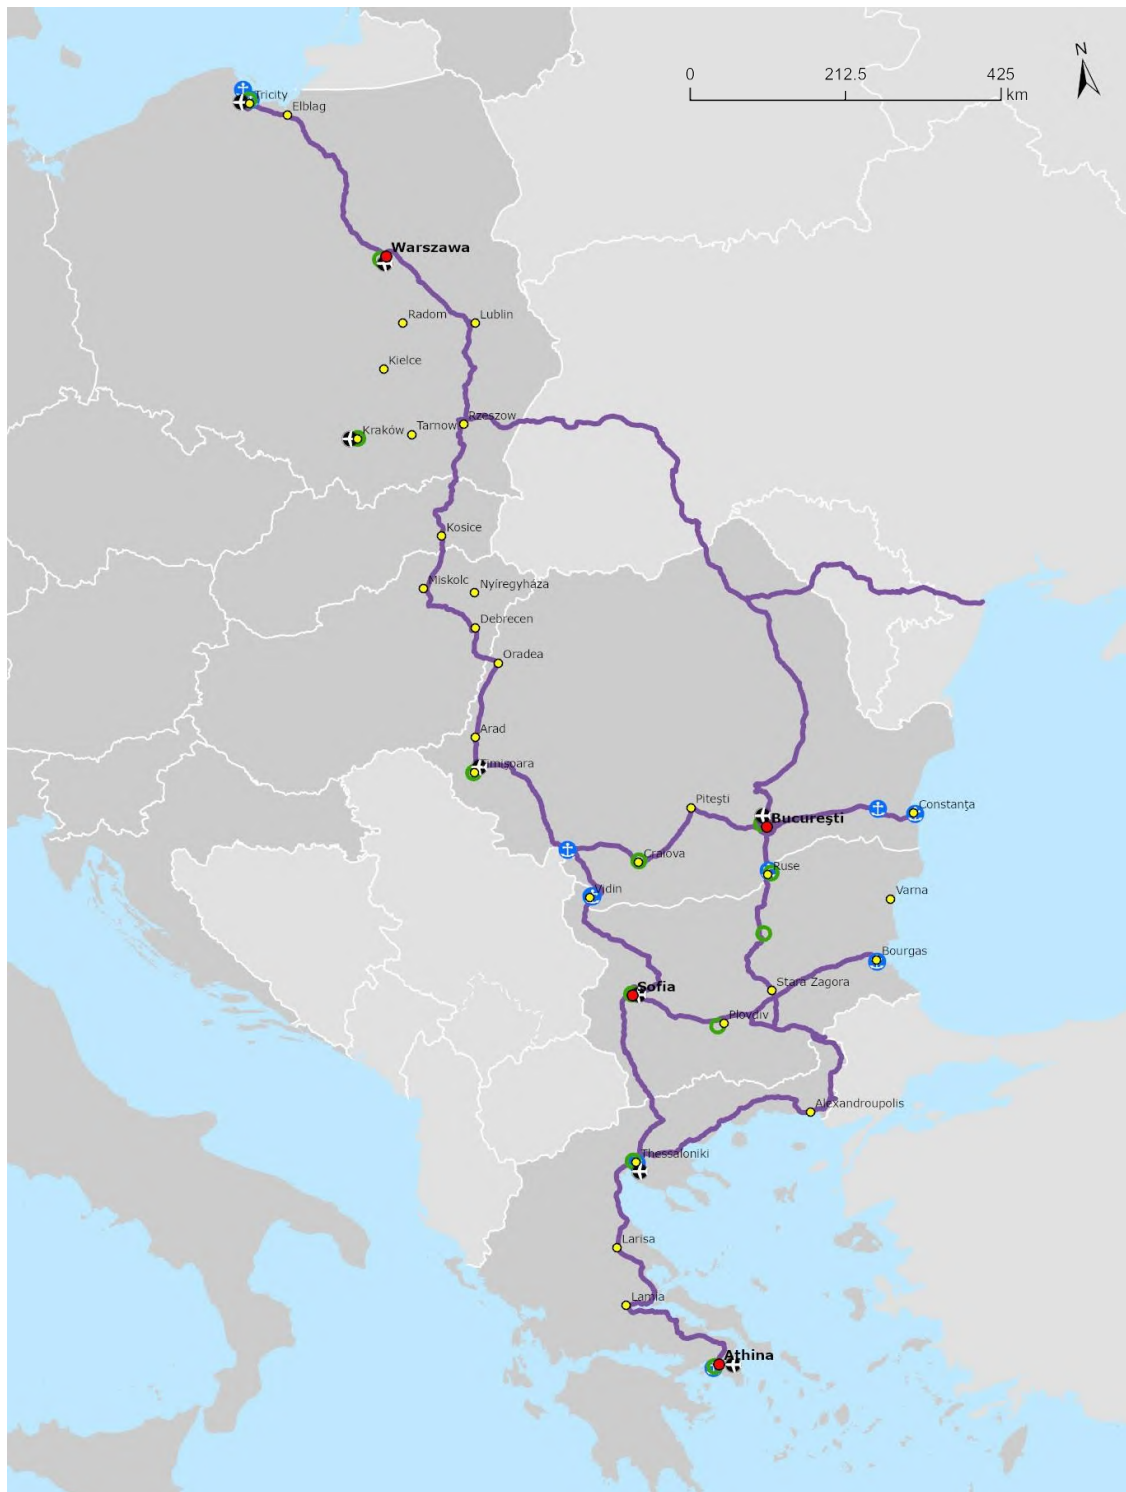 N
0 212.5 425
km
Tricity
Elblag
Warszawa
Radom
Lublin
Kielce
Rzeszow
Kraków
Tarnow
Kosice
Miskolc
Nyíregyháza
Debrecen
Oradea
Arad
Timişoara
Piteşti
Constanţa
Bucureşti
Craiova
Ruse
Vidin
Varna
Bourgas
Sofia
Stara Zagora
Plovdiv
Alexandroupolis
Thessaloniki
Larisa
Lamia
Athina